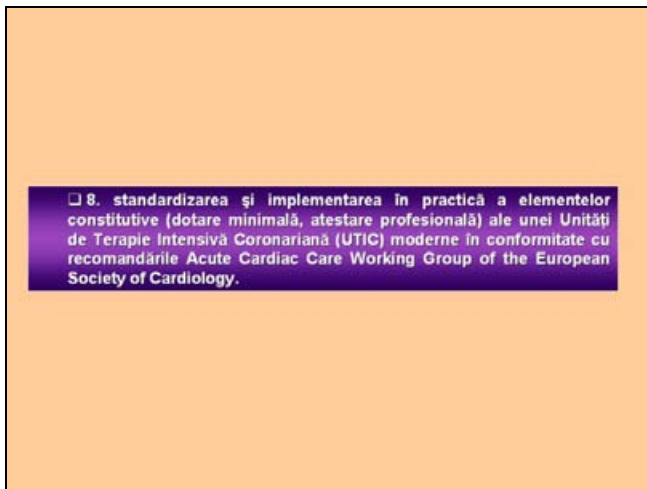 ❑ 8. standardizarea şi implementarea în practică a elementelor
constitutive (dotare minimală, atestare profesională) ale unei Unităţi
de Terapie Intensivă Coronariană (UTIC) moderne în conformitate cu
recomandările Acute Cardiac Care Working Group of the European
Society of Cardiology.